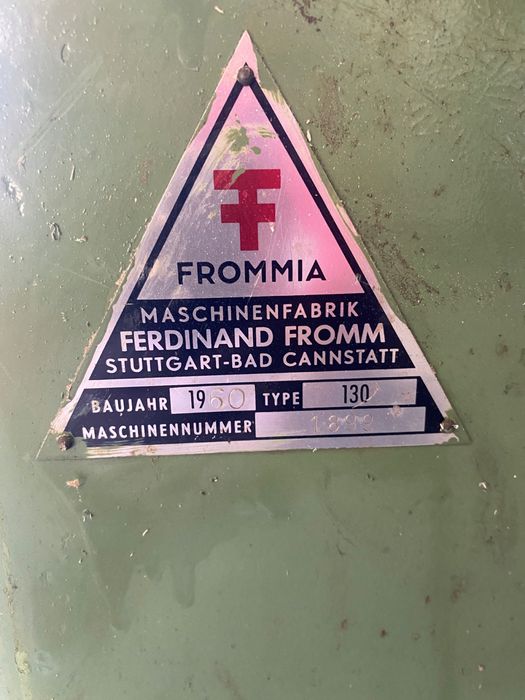 FROMMIA
MASCHINENFABRIK
FERDINAND FROMM
STUTTGART-BAD CANNSTATT
BAUJAHR 1960 TYPE 130
MASCHINENNUMMER